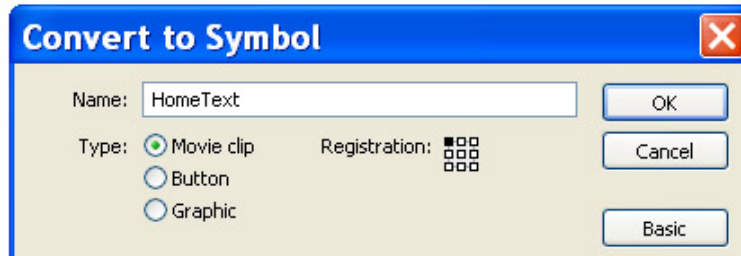 Convert to Symbol
Name: HomeText OK
Type: Movie clip Registration: Cancel
Button
Graphic
Basic